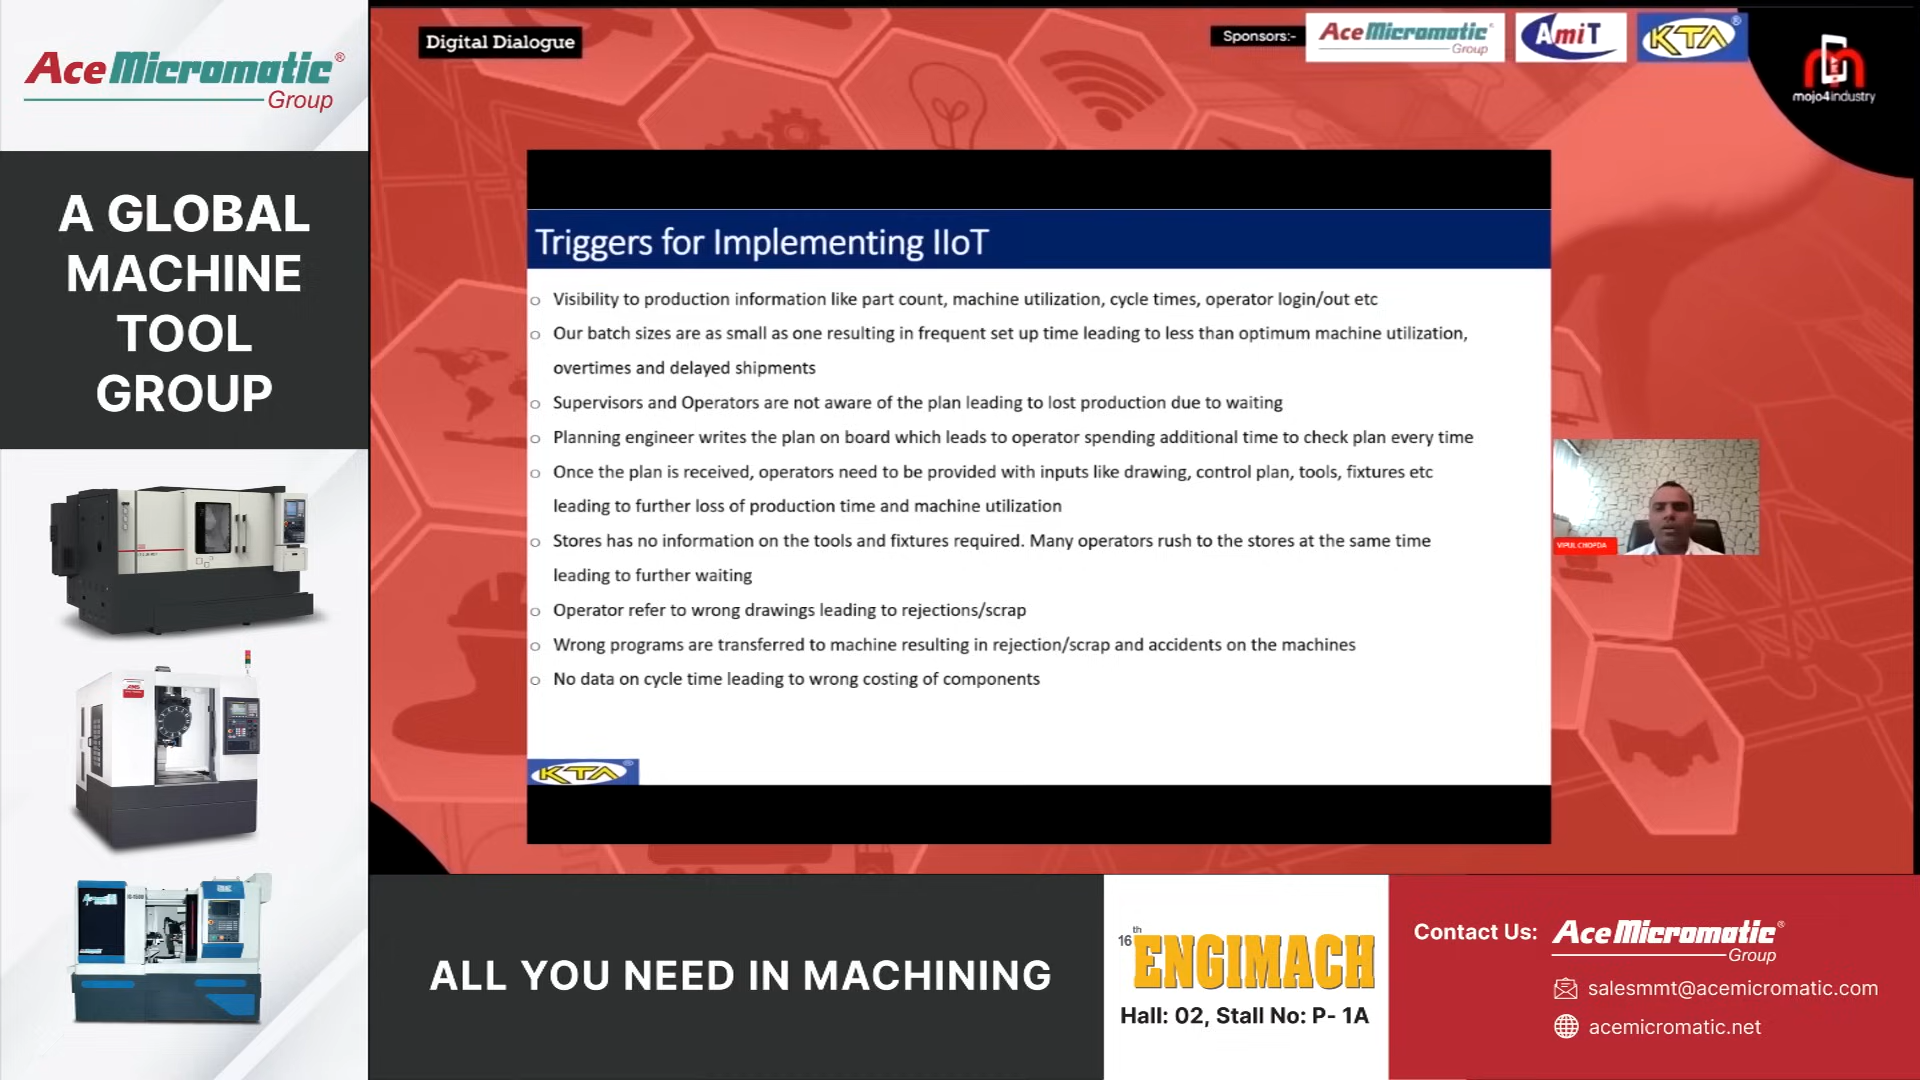 Ace Micromatic®
Group
A GLOBAL
MACHINE
TOOL
GROUP
Digital Dialogue
Sponsors:-
Ace Micromatic
Group
AmiT
KTA®
mojo4industry
Triggers for Implementing IIoT
Visibility to production information like part count, machine utilization, cycle times, operator login/out etc
Our batch sizes are as small as one resulting in frequent set up time leading to less than optimum machine utilization,
overtimes and delayed shipments
Supervisors and Operators are not aware of the plan leading to lost production due to waiting
Planning engineer writes the plan on board which leads to operator spending additional time to check plan every time
Once the plan is received, operators need to be provided with inputs like drawing, control plan, tools, fixtures etc
leading to further loss of production time and machine utilization
Stores has no information on the tools and fixtures required. Many operators rush to the stores at the same time
leading to further waiting
Operator refer to wrong drawings leading to rejections/scrap
Wrong programs are transferred to machine resulting in rejection/scrap and accidents on the machines
No data on cycle time leading to wrong costing of components
KTA®
VIPUL CHOPDA
ALL YOU NEED IN MACHINING
16th ENGIMACH
Hall: 02, Stall No: P- 1A
Contact Us: Ace Micromatic®
Group
salesmmt@acemicromatic.com
acemicromatic.net